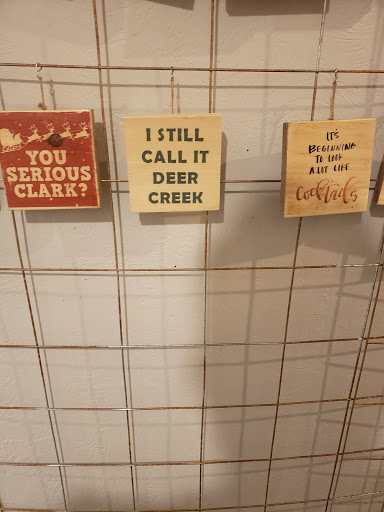 YOU
SERIOUS
CLARK?
I STILL
CALL IT
DEER
CREEK
IT'S
BEGINNING
TO LOOK
A LOT LIKE
Cocktails